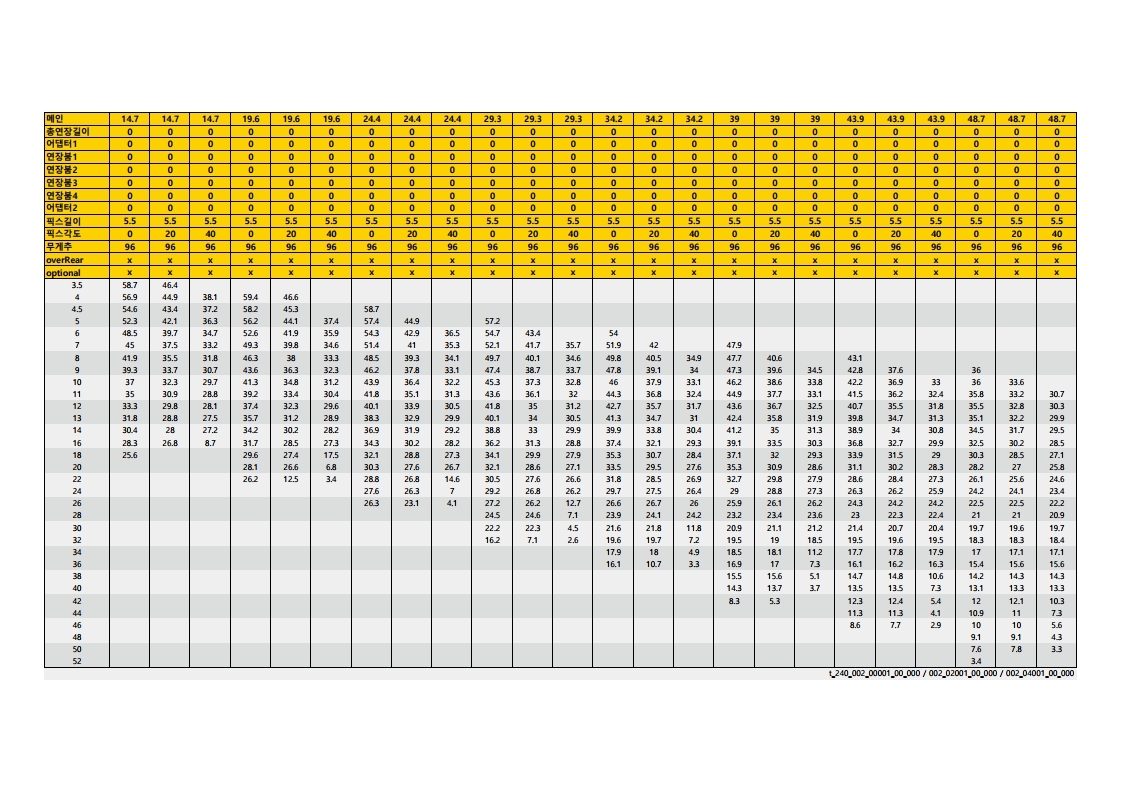 메인 14.7 14.7 14.7 19.6 19.6 19.6 24.4 24.4 24.4 29.3 29.3 29.3 34.2 34.2 34.2 39 39 39 43.9 43.9 43.9 48.7 48.7 48.7
총연장길이 0 0 0 0 0 0 0 0 0 0 0 0 0 0 0 0 0 0 0 0 0 0 0 0
어댑터1 0 0 0 0 0 0 0 0 0 0 0 0 0 0 0 0 0 0 0 0 0 0 0 0
연장붐1 0 0 0 0 0 0 0 0 0 0 0 0 0 0 0 0 0 0 0 0 0 0 0 0
연장붐2 0 0 0 0 0 0 0 0 0 0 0 0 0 0 0 0 0 0 0 0 0 0 0 0
연장붐3 0 0 0 0 0 0 0 0 0 0 0 0 0 0 0 0 0 0 0 0 0 0 0 0
연장붐4 0 0 0 0 0 0 0 0 0 0 0 0 0 0 0 0 0 0 0 0 0 0 0 0
어댑터2 0 0 0 0 0 0 0 0 0 0 0 0 0 0 0 0 0 0 0 0 0 0 0 0
픽스길이 5.5 5.5 5.5 5.5 5.5 5.5 5.5 5.5 5.5 5.5 5.5 5.5 5.5 5.5 5.5 5.5 5.5 5.5 5.5 5.5 5.5 5.5 5.5 5.5
픽스각도 0 20 40 0 20 40 0 20 40 0 20 40 0 20 40 0 20 40 0 20 40 0 20 40
무게추 96 96 96 96 96 96 96 96 96 96 96 96 96 96 96 96 96 96 96 96 96 96 96 96
overRear x x x x x x x x x x x x x x x x x x x x x x x x
optional x x x x x x x x x x x x x x x x x x x x x x x x
3.5 58.7 46.4
4 56.9 44.9 38.1 59.4 46.6
4.5 54.6 43.4 37.2 58.2 45.3 58.7
5 52.3 42.1 36.3 56.2 44.1 37.4 57.4 44.9 57.2
6 48.5 39.7 34.7 52.6 41.9 35.9 54.3 42.9 36.5 54.7 43.4 54
7 45 37.5 33.2 49.3 39.8 34.6 51.4 41 35.3 52.1 41.7 35.7 51.9 42 47.9
8 41.9 35.5 31.8 46.3 38 33.3 48.5 39.3 34.1 49.7 40.1 34.6 49.8 40.5 34.9 47.7 40.6 43.1
9 39.3 33.7 30.7 43.6 36.3 32.3 46.2 37.8 33.1 47.4 38.7 33.7 47.8 39.1 34 47.3 39.6 34.5 42.8 37.6 36
10 37 32.3 29.7 41.3 34.8 31.2 43.9 36.4 32.2 45.3 37.3 32.8 46 37.9 33.1 46.2 38.6 33.8 42.2 36.9 33 36 33.6
11 35 30.9 28.8 39.2 33.4 30.4 41.8 35.1 31.3 43.6 36.1 32 44.3 36.8 32.4 44.9 37.7 33.1 41.5 36.2 32.4 35.8 33.2 30.7
12 33.3 29.8 28.1 37.4 32.3 29.6 40.1 33.9 30.5 41.8 35 31.2 42.7 35.7 31.7 43.6 36.7 32.5 40.7 35.5 31.8 35.5 32.8 30.3
13 31.8 28.8 27.5 35.7 31.2 28.9 38.3 32.9 29.9 40.1 34 30.5 41.3 34.7 31 42.4 35.8 31.9 39.8 34.7 31.3 35.1 32.2 29.9
14 30.4 28 27.2 34.2 30.2 28.2 36.9 31.9 29.2 38.8 33 29.9 39.9 33.8 30.4 41.2 35 31.3 38.9 34 30.8 34.5 31.7 29.5
16 28.3 26.8 8.7 31.7 28.5 27.3 34.3 30.2 28.2 36.2 31.3 28.8 37.4 32.1 29.3 39.1 33.5 30.3 36.8 32.7 29.9 32.5 30.2 28.5
18 25.6 29.6 27.4 17.5 32.1 28.8 27.3 34.1 29.9 27.9 35.3 30.7 28.4 37.1 32 29.3 33.9 31.5 29 30.3 28.5 27.1
20 28.1 26.6 6.8 30.3 27.6 26.7 32.1 28.6 27.1 33.5 29.5 27.6 35.3 30.9 28.6 31.1 30.2 28.3 28.2 27 25.8
22 26.2 12.5 3.4 28.8 26.8 14.6 30.5 27.6 26.6 31.8 28.5 26.9 32.7 29.8 27.9 28.6 28.4 27.3 26.1 25.6 24.6
24 27.6 26.3 7 29.2 26.8 26.2 29.7 27.5 26.4 29 28.8 27.3 26.3 26.2 25.9 24.2 24.1 23.4
26 26.3 23.1 4.1 27.2 26.2 12.7 26.6 26.7 26 25.9 26.1 26.2 24.3 24.2 24.2 22.5 22.5 22.2
28 24.5 24.6 7.1 23.9 24.1 24.2 23.2 23.4 23.6 23 22.3 22.4 21 21 20.9
30 22.2 22.3 4.5 21.6 21.8 11.8 20.9 21.1 21.2 21.4 20.7 20.4 19.7 19.6 19.7
32 16.2 7.1 2.6 19.6 19.7 7.2 19.5 19 18.5 19.5 19.6 19.5 18.3 18.3 18.4
34 17.9 18 4.9 18.5 18.1 11.2 17.7 17.8 17.9 17 17.1 17.1
36 16.1 10.7 3.3 16.9 17 7.3 16.1 16.2 16.3 15.4 15.6 15.6
38 15.5 15.6 5.1 14.7 14.8 10.6 14.2 14.3 14.3
40 14.3 13.7 3.7 13.5 13.5 7.3 13.1 13.3 13.3
42 8.3 5.3 12.3 12.4 5.4 12 12.1 10.3
44 11.3 11.3 4.1 10.9 11 7.3
46 8.6 7.7 2.9 10 10 5.6
48 9.1 9.1 4.3
50 7.6 7.8 3.3
52 3.4
t_240_002_00001_00_000 / 002_02001_00_000 / 002_04001_00_000